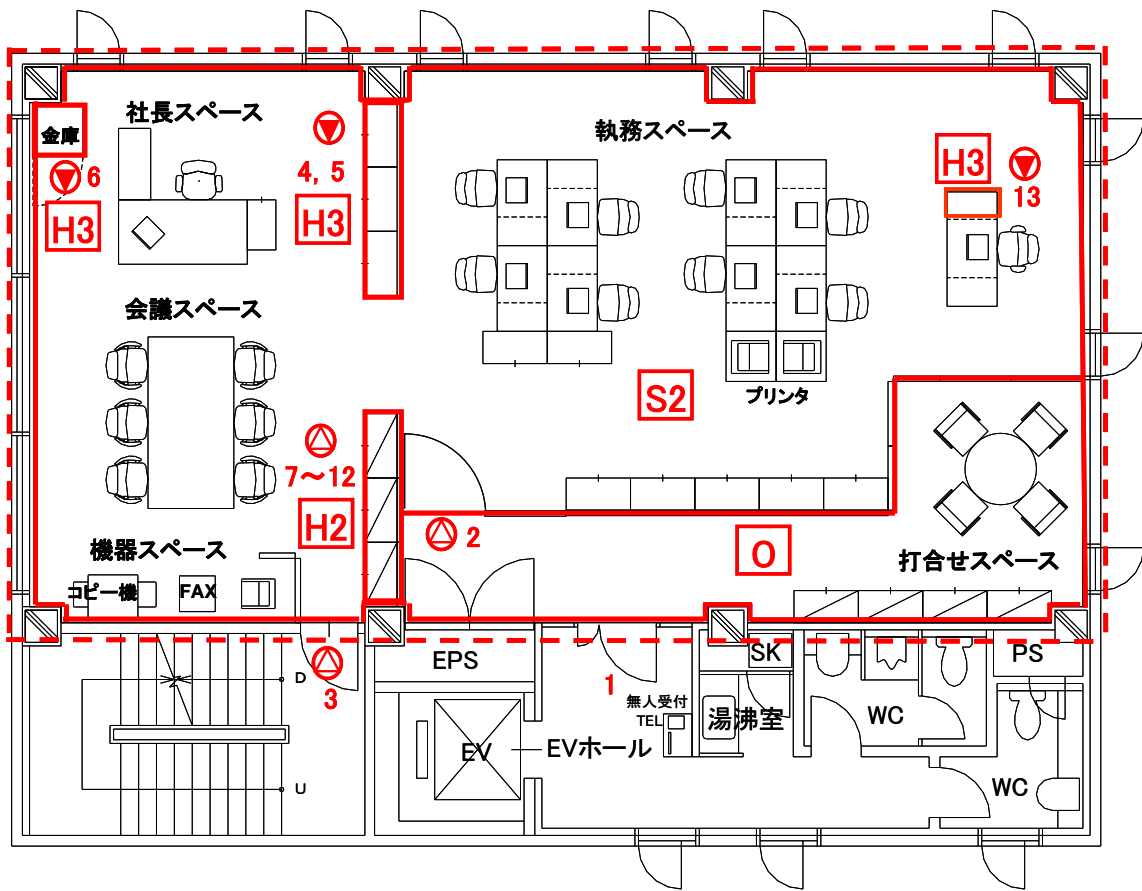 社長スペース
執務スペース
金庫
6
4, 5
H3
H3
H3
13
会議スペース
S2
プリンタ
7～12
H2
2
O
機器スペース
打合せスペース
コピー機
FAX
EPS
SK
PS
D
3
1
無人受付
TEL
湯沸室
WC
EV
EVホール
U
WC